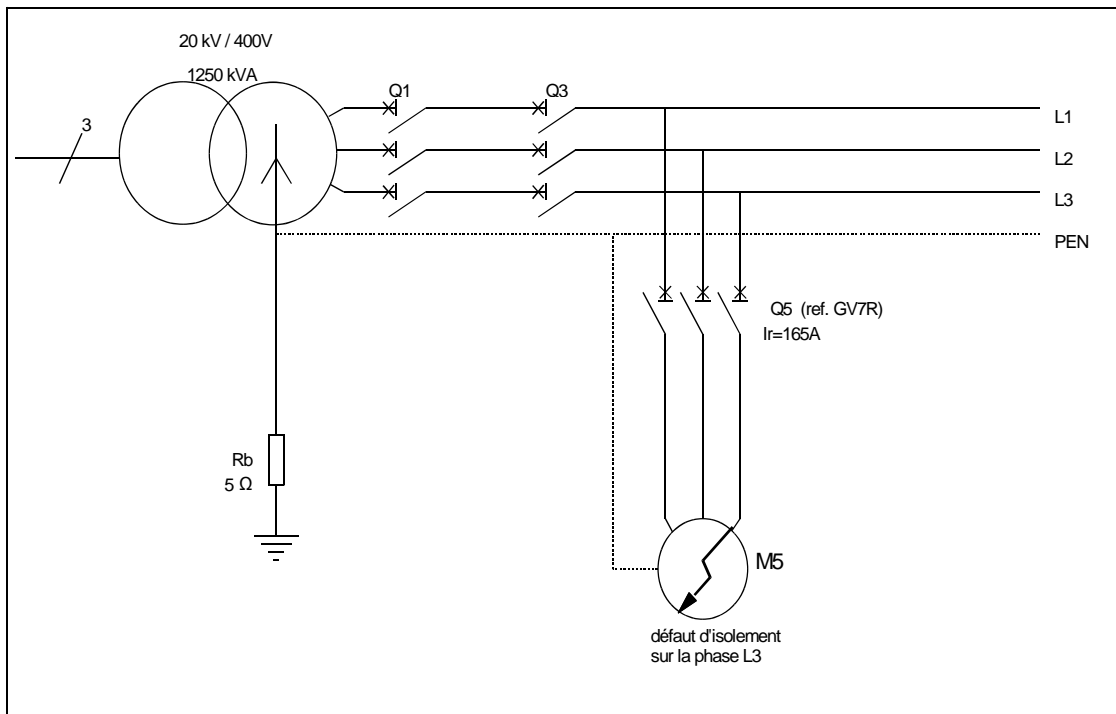 20 kV / 400V
1250 kVA
3
Q1
Q3
L1
L2
L3
PEN
Q5 (ref. GV7R)
Ir=165A
Rb
5 Ω
M5
défaut d'isolement
sur la phase L3